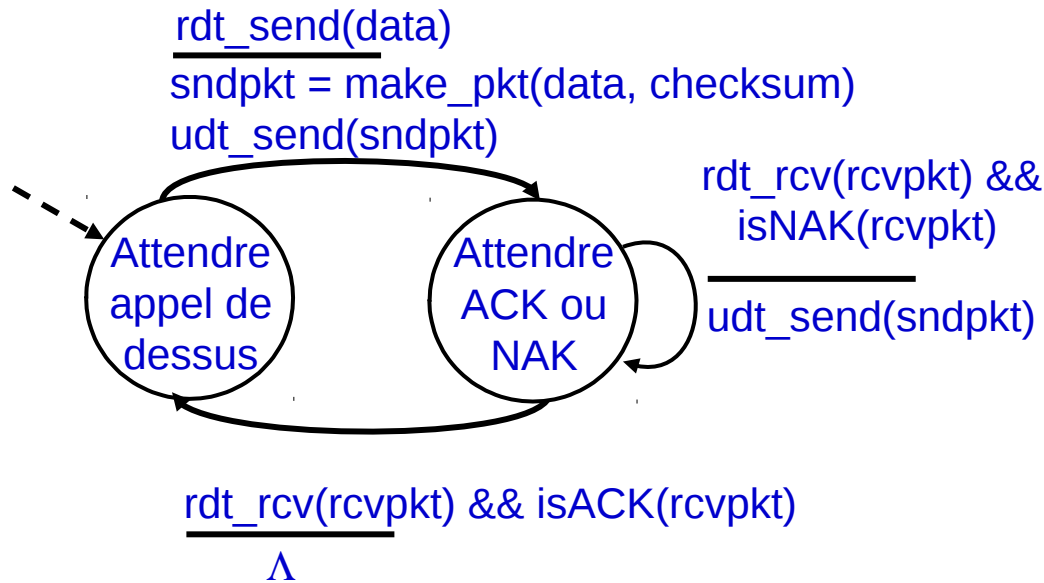 rdt_send(data)
sndpkt = make_pkt(data, checksum)
udt_send(sndpkt)
rdt_rcv(rcvpkt) &&
isNAK(rcvpkt)
udt_send(sndpkt)
Attendre
appel de
dessus
Attendre
ACK ou
NAK
rdt_rcv(rcvpkt) && isACK(rcvpkt)
Λ